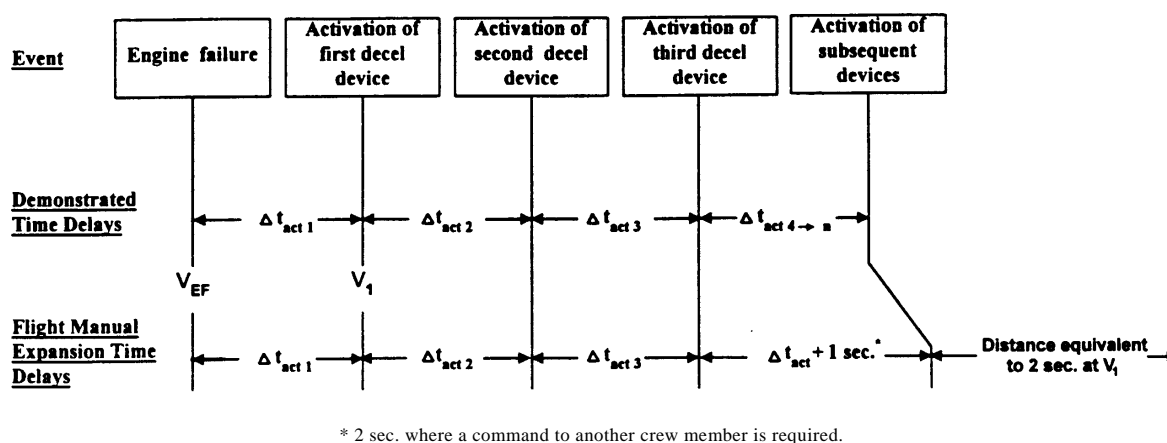 Event
Engine failure
Activation of
first decel
device
Activation of
second decel
device
Activation of
third decel
device
Activation of
subsequent
devices
Demonstrated
Time Delays
Δ t act 1
Δ t act 2
Δ t act 3
Δ t act 4→ n
V EF
V 1
Flight Manual
Expansion Time
Delays
Δ t act 1
Δ t act 2
Δ t act 3
Δ t act + 1 sec.*
Distance equivalent
to 2 sec. at V1
* 2 sec. where a command to another crew member is required.